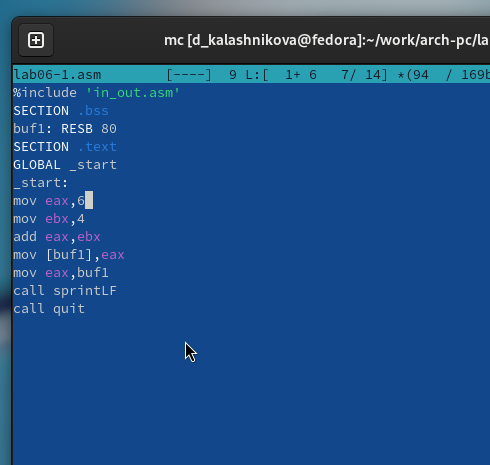 mc [d_kalashnikova@fedora]:~/work/arch-pc/la
lab06-1.asm [----] 9 L:[ 1+ 6 7/ 14] *(94 / 169b
%include 'in_out.asm'
SECTION .bss
buf1: RESB 80
SECTION .text
GLOBAL _start
_start:
mov eax,6
mov ebx,4
add eax,ebx
mov [buf1],eax
mov eax,buf1
call sprintLF
call quit